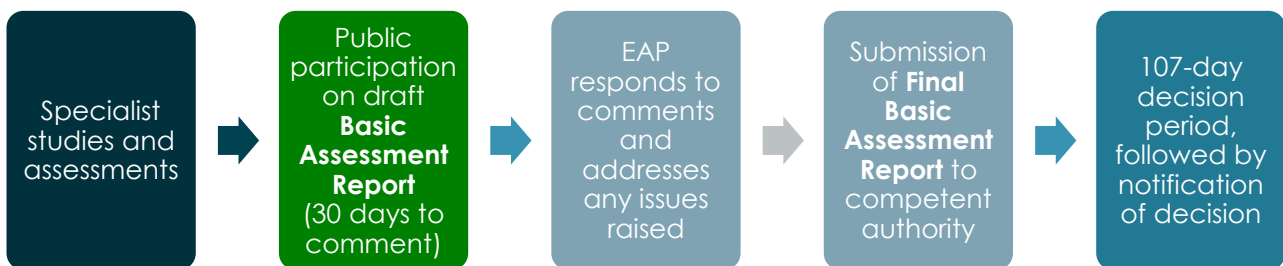 Specialist
studies and
assessments
Public
participation
on draft
Basic
Assessment
Report
(30 days to
comment)
EAP
responds to
comments
and
addresses
any issues
raised
Submission
of Final
Basic
Assessment
Report to
competent
authority
107-day
decision
period,
followed by
notification
of decision